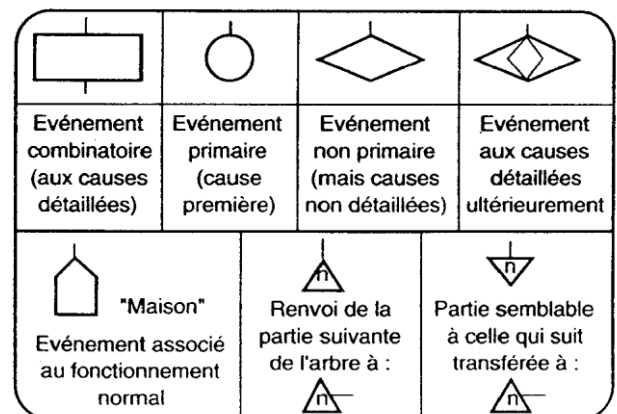 Evénement
combinatoire
(aux causes
détaillées)
Evénement
primaire
(cause
première)
Evénement
non primaire
(mais causes
non détaillées)
Evénement
aux causes
détaillées
ultérieurement
"Maison"
Evénement associé
au fonctionnement
normal
n
Renvoi de la
partie suivante
de l'arbre à :
n
n
Partie semblable
à celle qui suit
transférée à :
n